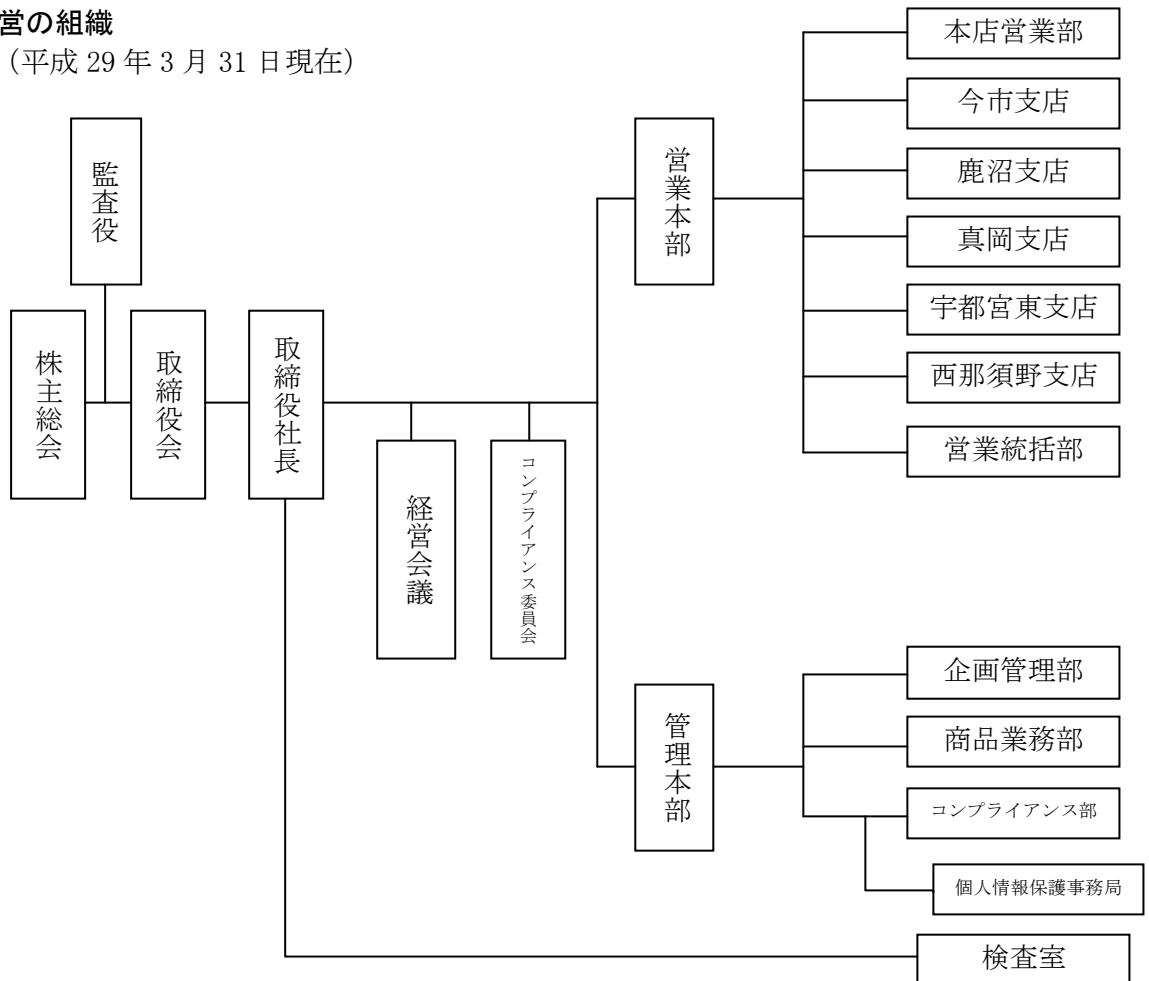 営の組織
（平成 29 年 3 月 31 日現在）
監査役
株主総会
取締役会
取締役社長
経営会議
コンプライアンス委員会
営業本部
本店営業部
今市支店
鹿沼支店
真岡支店
宇都宮東支店
西那須野支店
営業統括部
管理本部
企画管理部
商品業務部
コンプライアンス部
個人情報保護事務局
検査室